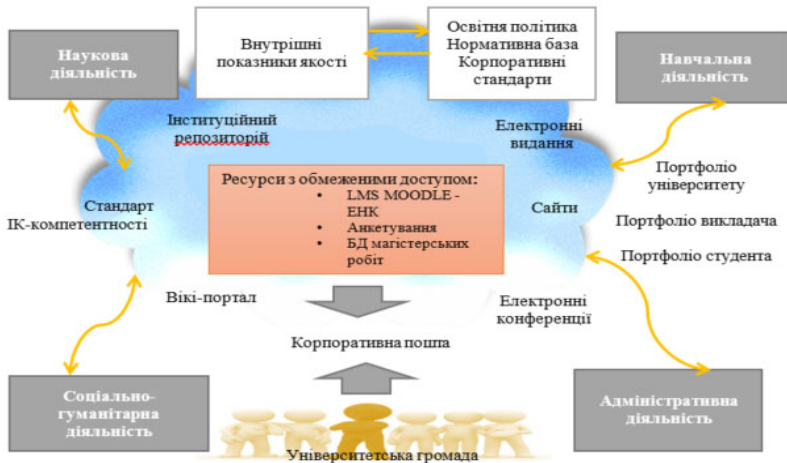 Наукова
діяльність
Внутрішні
показники якості
Освітня політика
Нормативна база
Корпоративні
стандарти
Навчальна
діяльність
Інституційний
репозиторій
Електронні
видання
Ресурси з обмеженими доступом:
• LMS MOODLE -
ЕНК
• Анкетування
• БД магістерських
робіт
Стандарт
ІК-компетентності
Сайти
Портфоліо
університету
Портфоліо викладача
Портфоліо студента
Вікі-портал
Електронні
конференції
Корпоративна пошпа
Соціально-
гуманітарна
діяльність
Адміністративна
діяльність
Університетська громада